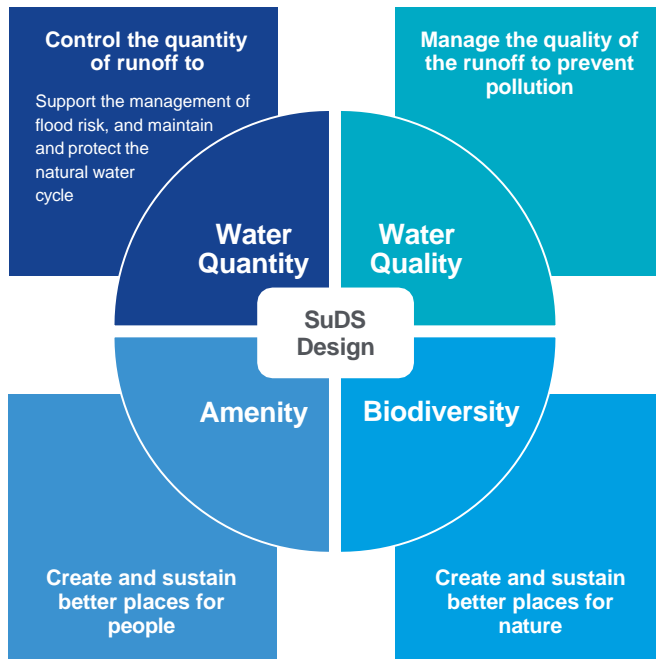 Control the quantity
of runoff to
Support the management of
flood risk, and maintain
and protect the
natural water
cycle
Manage the quality of
the runoff to prevent
pollution
Water
Quantity
Water
Quality
SuDS
Design
Amenity
Biodiversity
Create and sustain
better places for
people
Create and sustain
better places for
nature